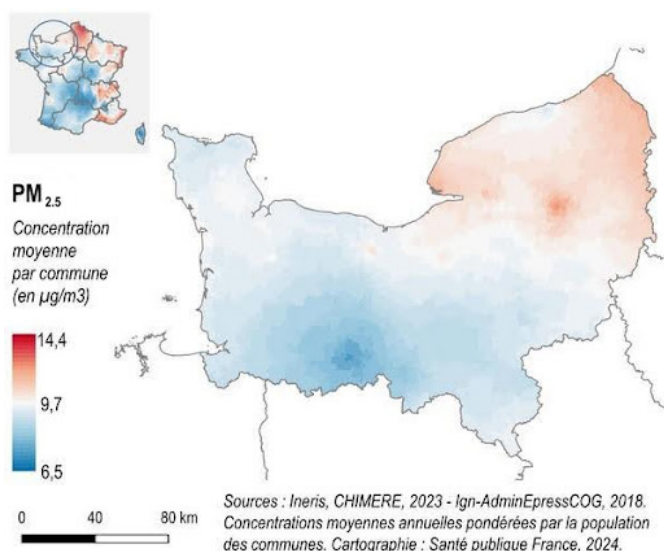 PM 2.5
Concentration
moyenne
par commune
(en µg/m3)
14,4
9,7
6,5
0 40 80 km
Sources : Ineris, CHIMERE, 2023 - Ign-AdminEpressCOG, 2018.
Concentrations moyennes annuelles pondérées par la population
des communes. Cartographie : Santé publique France, 2024.